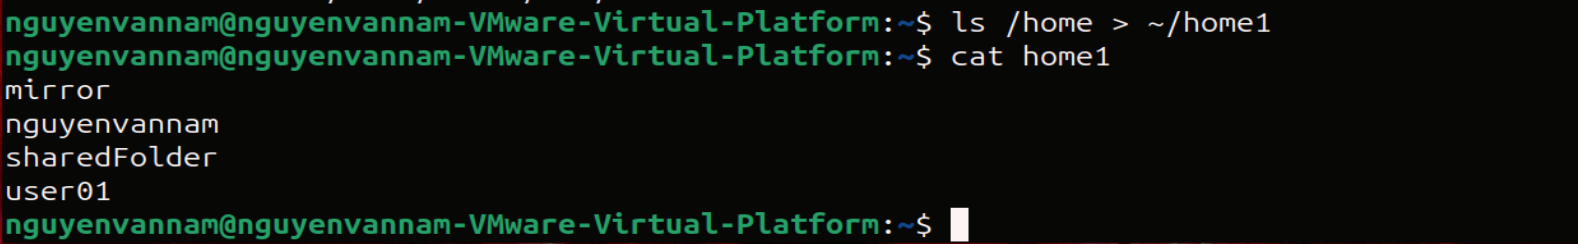 nguyenvannam@nguyenvannam-VMware-Virtual-Platform:~$ ls /home > ~/home1
nguyenvannam@nguyenvannam-VMware-Virtual-Platform:~$ cat home1
mirror
nguyenvannam
sharedFolder
user01
nguyenvannam@nguyenvannam-VMware-Virtual-Platform:~$